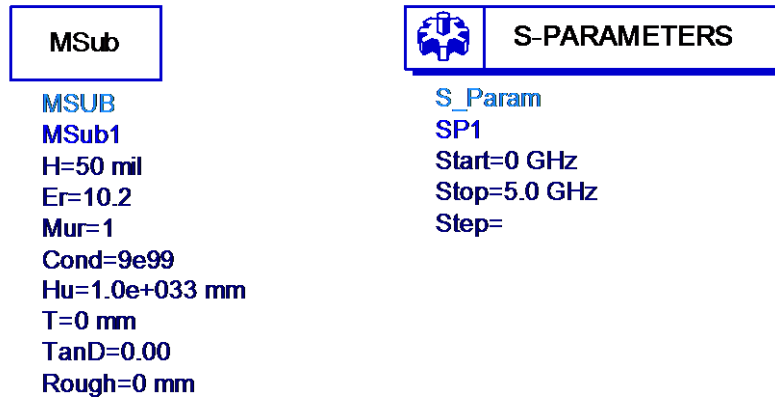 MSub
MSUB
MSub1
H=50 mil
Er=10.2
Mur=1
Cond=9e99
Hu=1.0e+033 mm
T=0 mm
TanD=0.00
Rough=0 mm
S-PARAMETERS
S_Param
SP1
Start=0 GHz
Stop=5.0 GHz
Step=